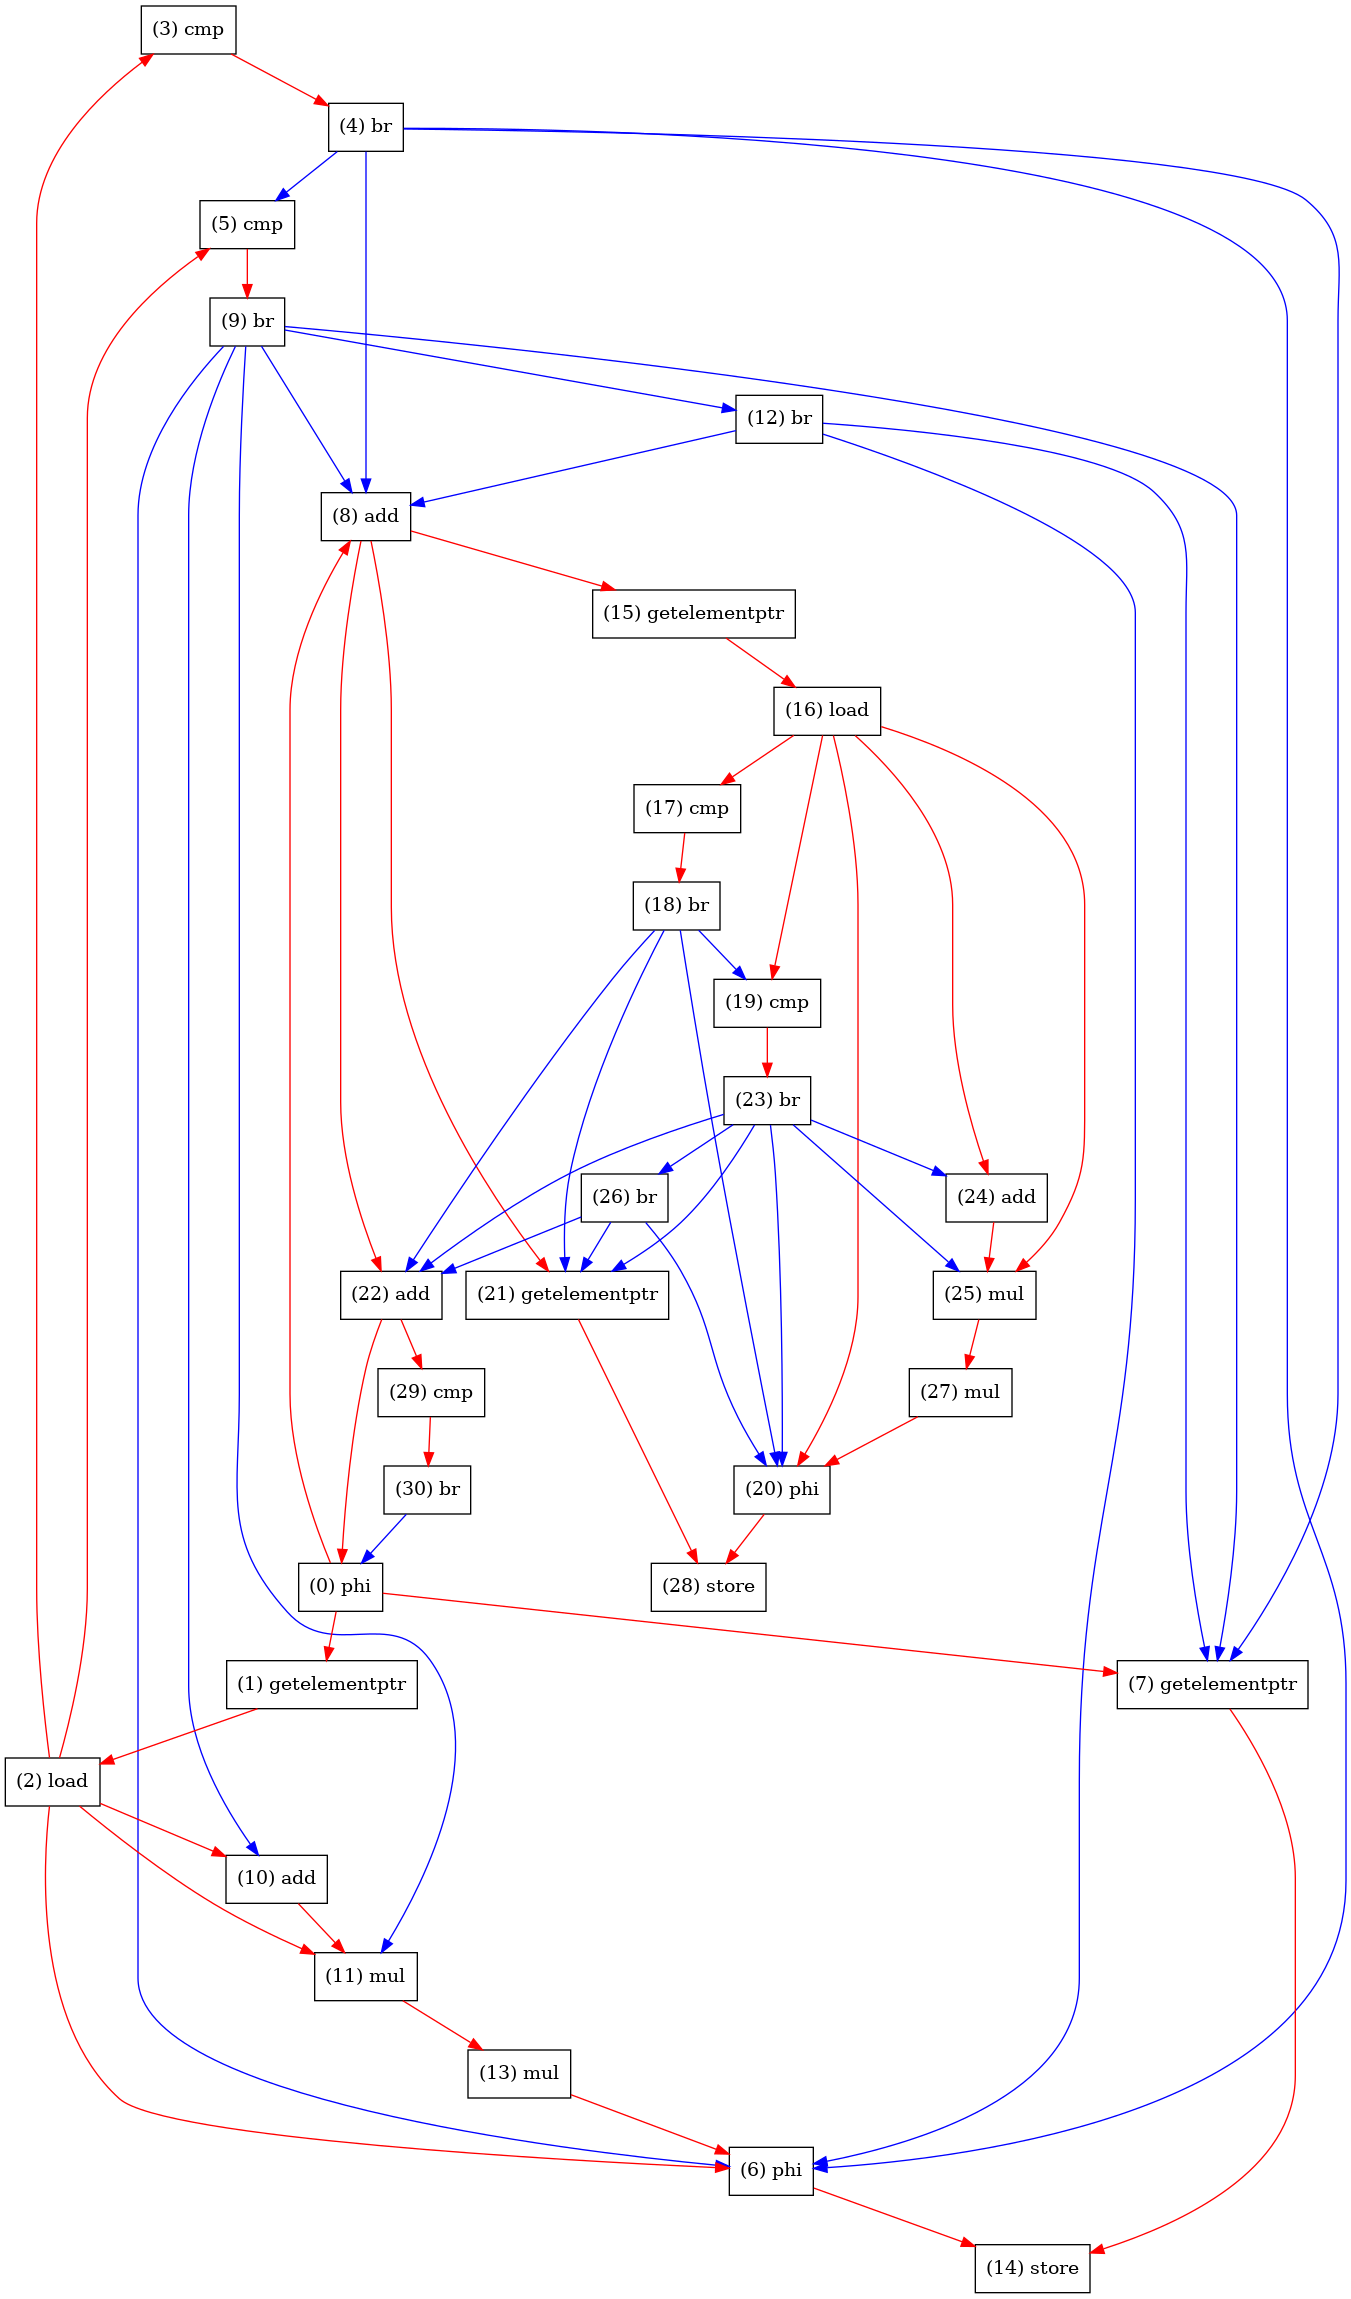 (3) cmp
(4) br
(5) cmp
(9) br
(12) br
(8) add
(15) getelementptr
(16) load
(17) cmp
(18) br
(19) cmp
(23) br
(26) br
(24) add
(22) add
(21) getelementptr
(25) mul
(29) cmp
(27) mul
(30) br
(20) phi
(0) phi
(28) store
(1) getelementptr
(7) getelementptr
(2) load
(10) add
(11) mul
(13) mul
(6) phi
(14) store